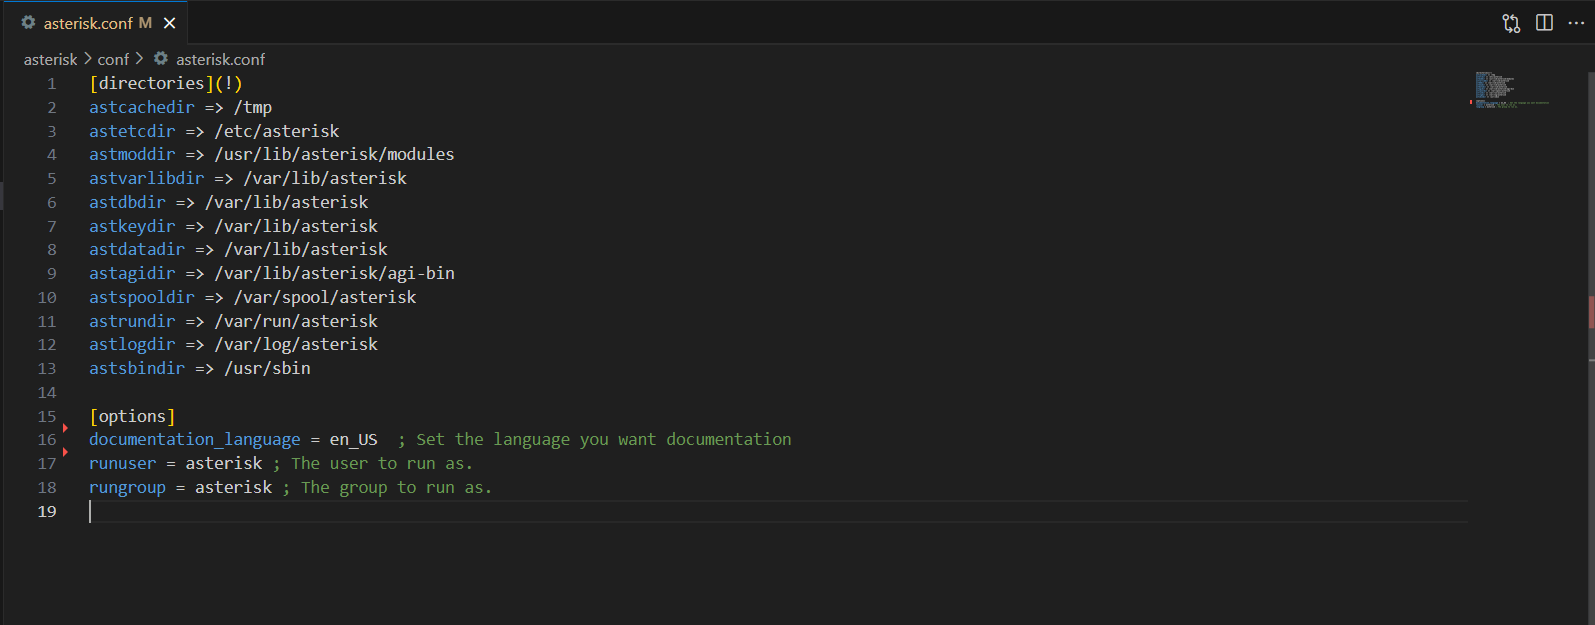 asterisk.conf M
asterisk > conf > asterisk.conf
1 [directories](!)
2 astcachedir => /tmp
3 astetcdir => /etc/asterisk
4 astmoddir => /usr/lib/asterisk/modules
5 astvarlibdir => /var/lib/asterisk
6 astdbdir => /var/lib/asterisk
7 astkeydir => /var/lib/asterisk
8 astdatadir => /var/lib/asterisk
9 astagidir => /var/lib/asterisk/agi-bin
10 astspooldir => /var/spool/asterisk
11 astrundir => /var/run/asterisk
12 astlogdir => /var/log/asterisk
13 astsbindir => /usr/sbin
14
15 [options]
16 documentation_language = en_US  ; Set the language you want documentation
17 runuser = asterisk ; The user to run as.
18 rungroup = asterisk ; The group to run as.
19